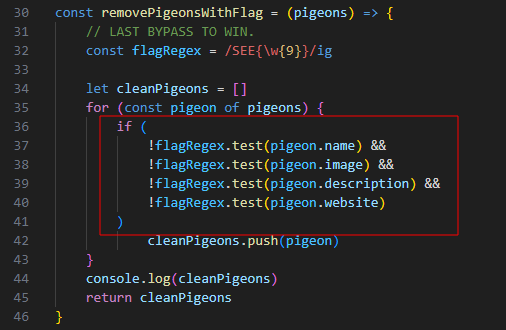 30 const removePigeonsWithFlag = (pigeons) => {
31     // LAST BYPASS TO WIN.
32     const flagRegex = /SEE{\w{9}}/ig
33
34     let cleanPigeons = []
35     for (const pigeon of pigeons) {
36         if (
37             !flagRegex.test(pigeon.name) &&
38             !flagRegex.test(pigeon.image) &&
39             !flagRegex.test(pigeon.description) &&
40             !flagRegex.test(pigeon.website)
41         )
42             cleanPigeons.push(pigeon)
43     }
44     console.log(cleanPigeons)
45     return cleanPigeons
46 }